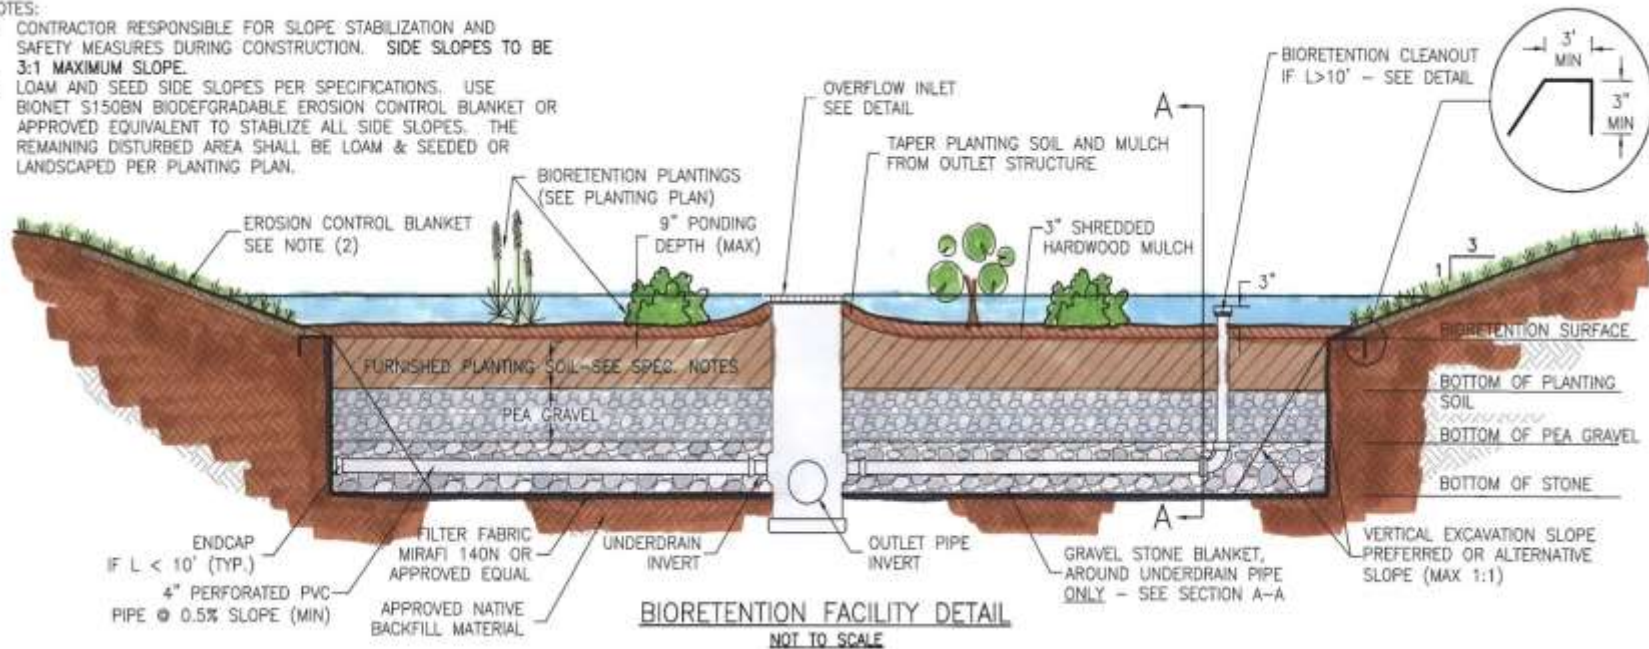 OTES:
CONTRACTOR RESPONSIBLE FOR SLOPE STABILIZATION AND
SAFETY MEASURES DURING CONSTRUCTION. SIDE SLOPES TO BE
3:1 MAXIMUM SLOPE.
LOAM AND SEED SIDE SLOPES PER SPECIFICATIONS. USE
BIONET S150BN BIODEFGRADABLE EROSION CONTROL BLANKET OR
APPROVED EQUIVALENT TO STABLIZE ALL SIDE SLOPES. THE
REMAINING DISTURBED AREA SHALL BE LOAM & SEEDED OR
LANDSCAPED PER PLANTING PLAN.
OVERFLOW INLET
SEE DETAIL
A
BIORETENTION CLEANOUT
IF L>10' - SEE DETAIL
3'
MIN
3"
MIN
TAPER PLANTING SOIL AND MULCH
FROM OUTLET STRUCTURE
BIORETENTION PLANTINGS
(SEE PLANTING PLAN)
EROSION CONTROL BLANKET
SEE NOTE (2)
9" PONDING
DEPTH (MAX)
3" SHREDDED
HARDWOOD MULCH
3
1
3"
BIORETENTION SURFACE
FURNISHED PLANTING SOIL-SEE SPEC. NOTES
BOTTOM OF PLANTING
SOIL
PEA GRAVEL
BOTTOM OF PEA GRAVEL
BOTTOM OF STONE
A
ENDCAP
IF L < 10' (TYP.)
4" PERFORATED PVC
PIPE @ 0.5% SLOPE (MIN)
FILTER FABRIC
MIRAFI 140N OR
APPROVED EQUAL
APPROVED NATIVE
BACKFILL MATERIAL
UNDERDRAIN
INVERT
OUTLET PIPE
INVERT
GRAVEL STONE BLANKET,
AROUND UNDERDRAIN PIPE
ONLY - SEE SECTION A-A
VERTICAL EXCAVATION SLOPE
PREFERRED OR ALTERNATIVE
SLOPE (MAX 1:1)
BIORETENTION FACILITY DETAIL
NOT TO SCALE